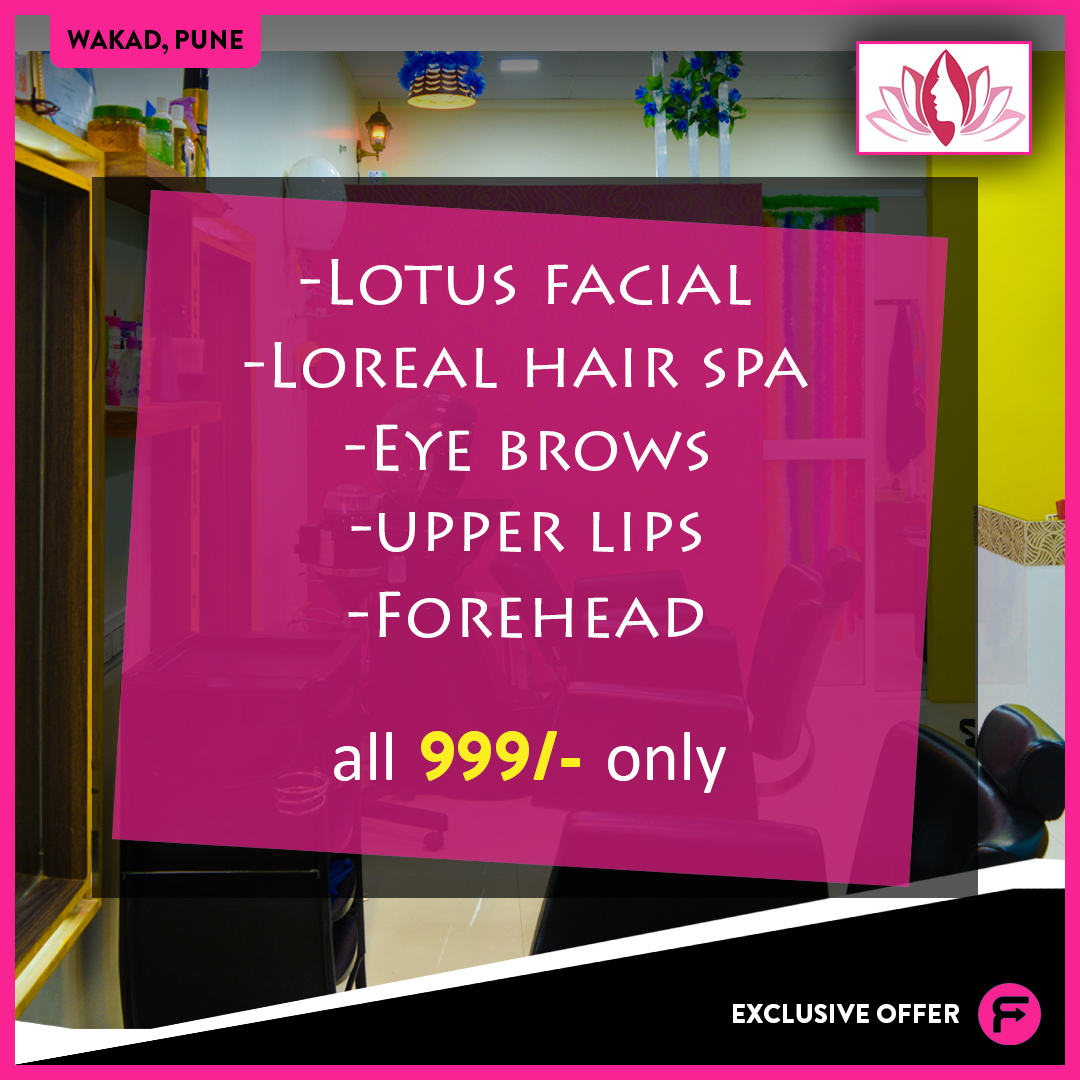 WAKAD, PUNE
-Lotus facial
-Loreal hair spa
-Eye brows
-upper lips
-Forehead
all 999/- only
EXCLUSIVE OFFER